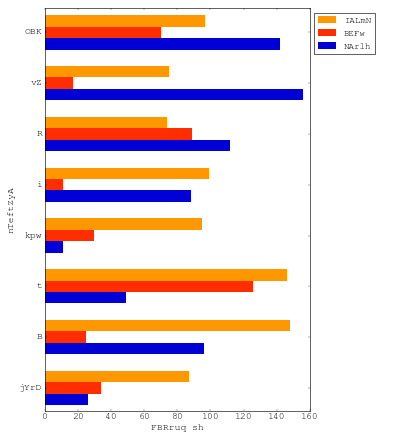 IALmN
BEFw
NArlh
OBK
vZ
R
i
kpw
t
B
jYrD
nTeftZyA
0 20 40 60 80 100 120 140 160
FBRruq sh